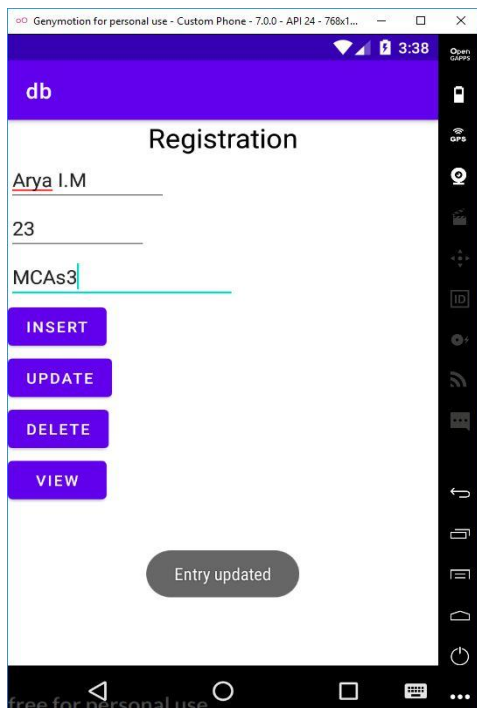 Genymotion for personal use - Custom Phone - 7.0.0 - API 24 - 768x1...
3:38
Open
GAPPS
db
GPS
Registration
Arya I.M
23
MCAs3
INSERT
ID
UPDATE
DELETE
VIEW
Entry updated
free for personal use